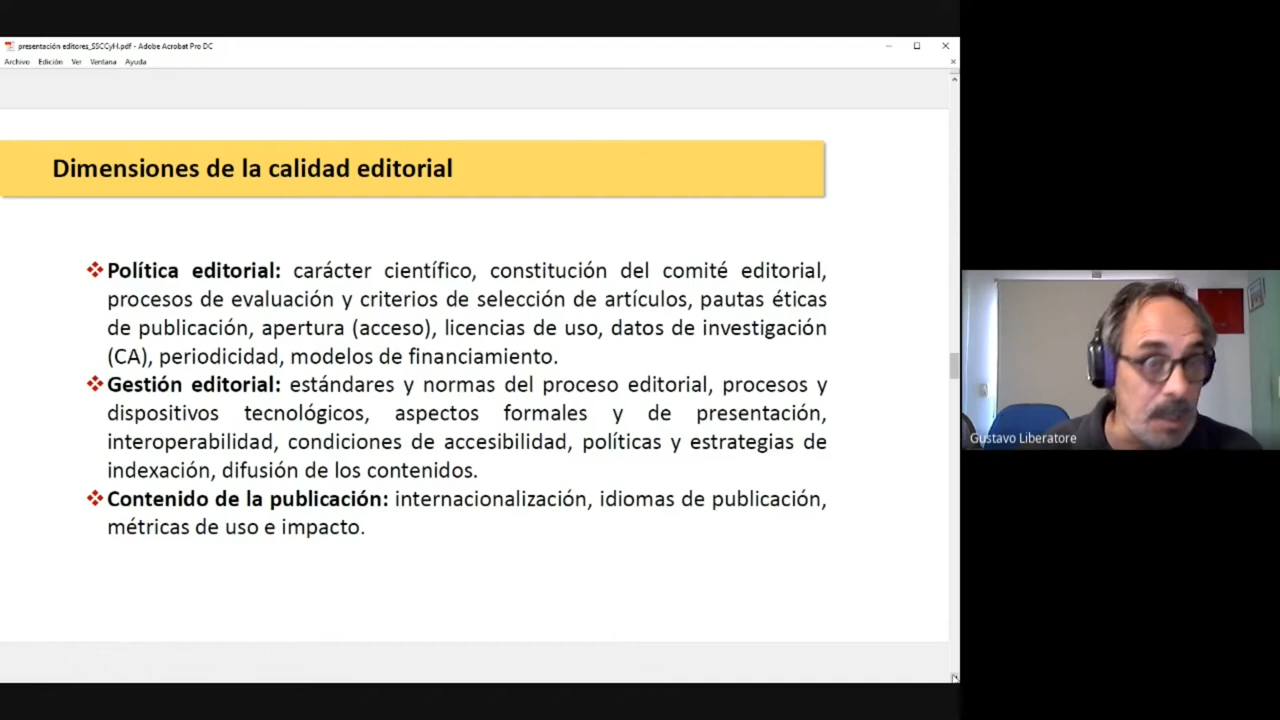 presentación editores_SSCCyH.pdf - Adobe Acrobat Pro DC
Archivo Edición Ver Ventana Ayuda
Dimensiones de la calidad editorial
Política editorial: carácter científico, constitución del comité editorial,
procesos de evaluación y criterios de selección de artículos, pautas éticas
de publicación, apertura (acceso), licencias de uso, datos de investigación
(CA), periodicidad, modelos de financiamiento.
Gestión editorial: estándares y normas del proceso editorial, procesos y
dispositivos tecnológicos, aspectos formales y de presentación,
interoperabilidad, condiciones de accesibilidad, políticas y estrategias de
indexación, difusión de los contenidos.
Contenido de la publicación: internacionalización, idiomas de publicación,
métricas de uso e impacto.
Gustavo Liberatore